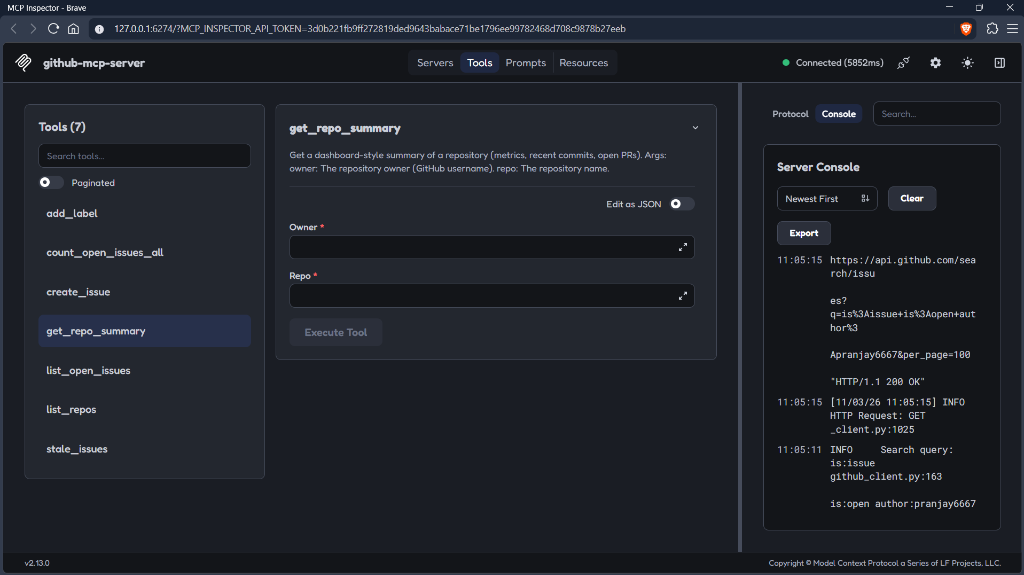 MCP Inspector - Brave
127.0.0.1:6274/?MCP_INSPECTOR_API_TOKEN=3d0b221fb9ff272819ded9643babace71be1796ee99782468d708c9878b27eeb
github-mcp-server
Servers
Tools
Prompts
Resources
Connected (5852ms)
Tools (7)
Search tools...
Paginated
add_label
count_open_issues_all
create_issue
get_repo_summary
list_open_issues
list_repos
stale_issues
get_repo_summary
Get a dashboard-style summary of a repository (metrics, recent commits, open PRs). Args:
owner: The repository owner (GitHub username). repo: The repository name.
Edit as JSON
Owner *
Repo *
Execute Tool
Protocol
Console
Search...
Server Console
Newest First
Clear
Export
11:05:15 https://api.github.com/sea
rch/issu
es?
q=is%3Aissue+is%3Aopen+aut
hor%3
Apranjay6667&per_page=100
"HTTP/1.1 200 OK"
11:05:15 [11/03/26 11:05:15] INFO
HTTP Request: GET
_client.py:1025
11:05:11 INFO Search query:
is:issue
github_client.py:163
is:open author:pranjay6667
v2.13.0
Copyright © Model Context Protocol a Series of LF Projects, LLC.